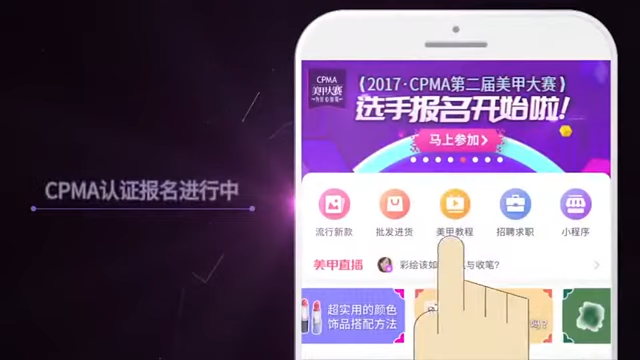 CPMA
美甲大赛
《2017·CPMA第二届美甲大赛》
选手报名开始啦!
马上参加
CPMA认证报名进行中
流行新款
批发进货
美甲教程
招聘求职
小程序
美甲直播
彩绘该如
与收笔?
超实用的颜色
饰品搭配方法
吗?